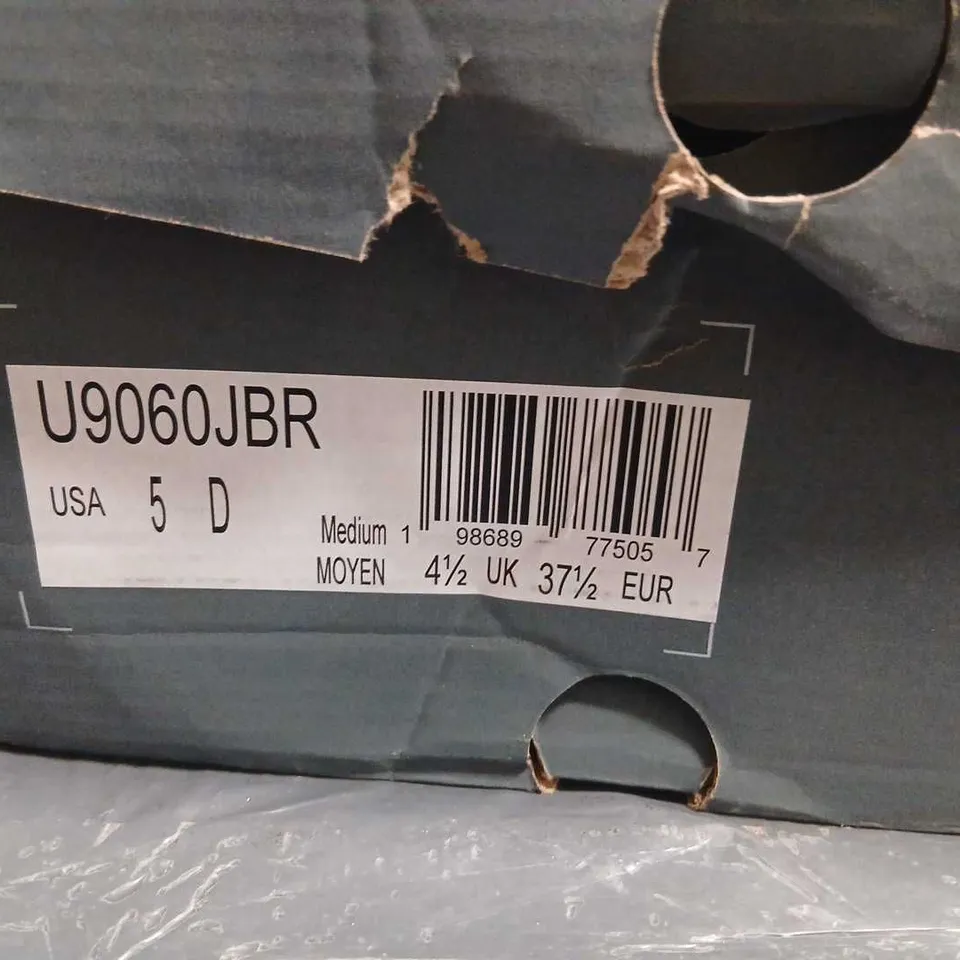 U9060JBR
USA 5 D
1 98689 77505 7
Medium
MOYEN 4½ UK 37½ EUR